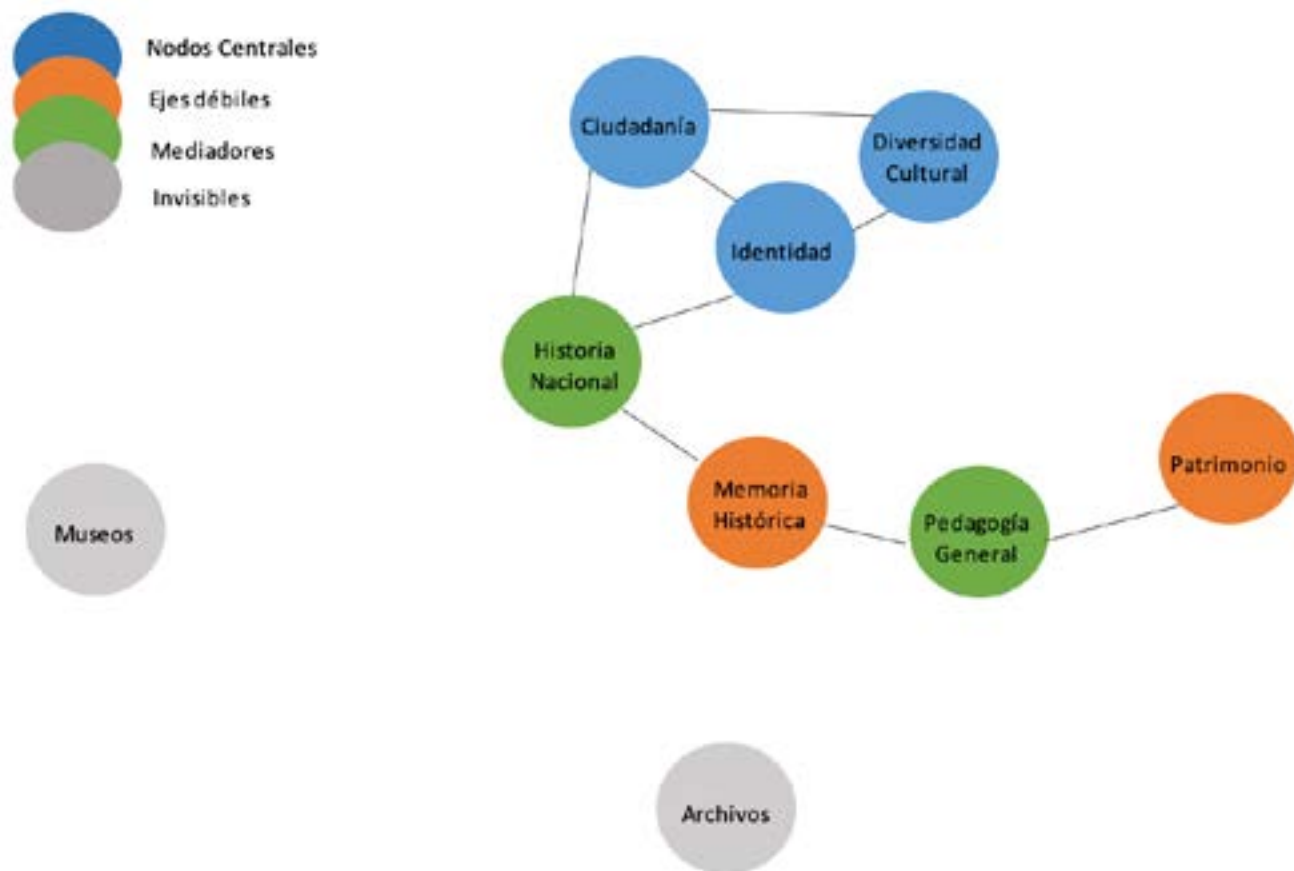 Nodos Centrales
Ejes débiles
Mediadores
Invisibles
Ciudadanía
Diversidad
Cultural
Identidad
Historia
Nacional
Memoria
Histórica
Pedagogía
General
Patrimonio
Museos
Archivos